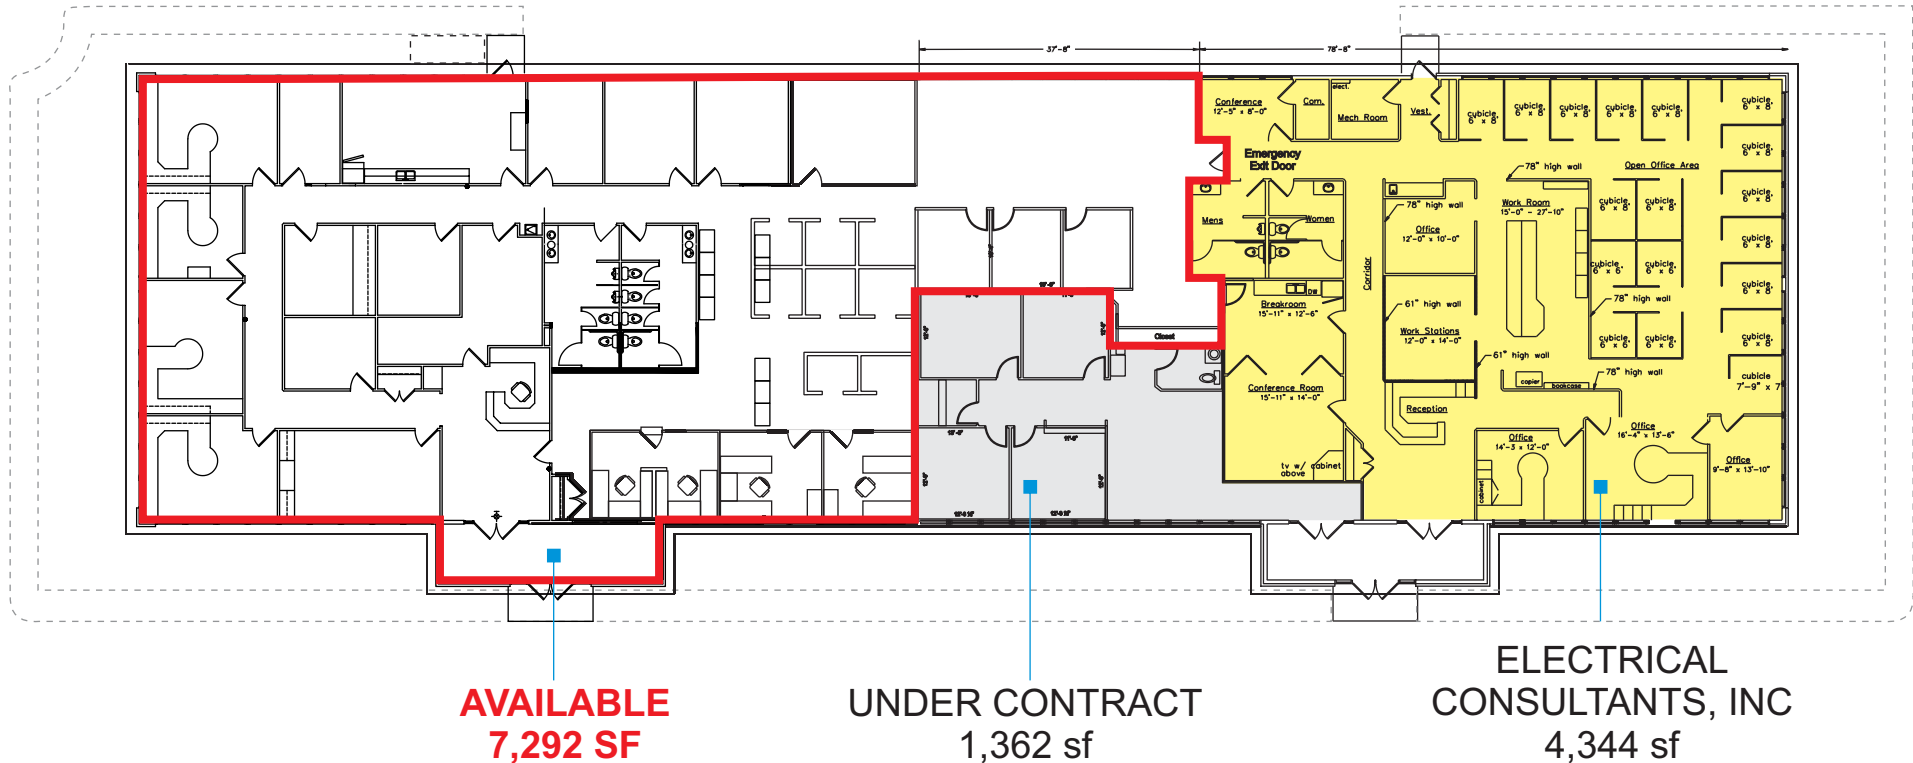 37'-8"
78'-8"
Conference
12'-5" x 8'-0"
Com.
elect.
Mech Room
Vest.
cubicle
6' x 8'
cubicle
6' x 8'
cubicle
6' x 8'
cubicle
6' x 8'
cubicle
6' x 8'
cubicle
6' x 8'
Emergency
Exit Door
78" high wall
Open Office Area
cubicle
6' x 8'
Mens
Women
78" high wall
Office
12'-0" x 10'-0"
Work Room
15'-0" - 27'-10"
cubicle
6' x 6'
cubicle
6' x 6'
cubicle
6' x 8'
cubicle
6' x 8'
Corridor
cubicle
6' x 6'
cubicle
6' x 6'
cubicle
6' x 8'
Breakroom
15'-11" x 12'-6"
DW
61" high wall
78" high wall
Work Stations
12'-0" x 14'-0"
cubicle
6' x 6'
cubicle
6' x 6'
cubicle
6' x 8'
Closet
61" high wall
78" high wall
copier
bookcase
cubicle
7'-9" x 7'
Conference Room
15'-11" x 14'-0"
Reception
Office
14'-3 x 12'-0"
Office
16'-4" x 13'-6"
Office
9'-8" x 13'-10"
tv w/ cabinet
above
cabinet
AVAILABLE
7,292 SF
UNDER CONTRACT
1,362 sf
ELECTRICAL
CONSULTANTS, INC
4,344 sf